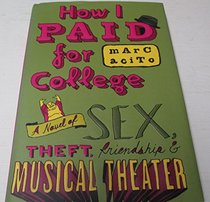 How I
PAID
for
marc
acito
College
A Novel of
SEX,
THEFT, friendship &
MUSICAL THEATER